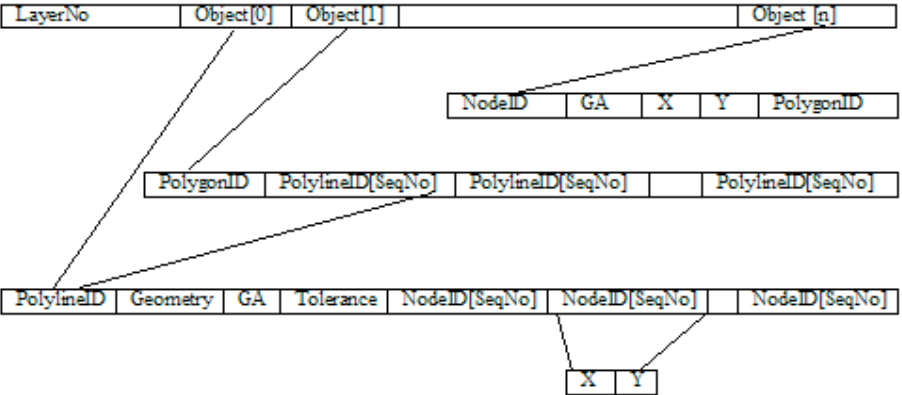 LayerNo Object[0] Object[1] Object [n]
NodeID GA X Y PolygonID
PolygonID PolylineID[SeqNo] PolylineID[SeqNo] PolylineID[SeqNo]
PolylineID Geometry GA Tolerance NodeID[SeqNo] NodeID[SeqNo] NodeID[SeqNo]
X Y